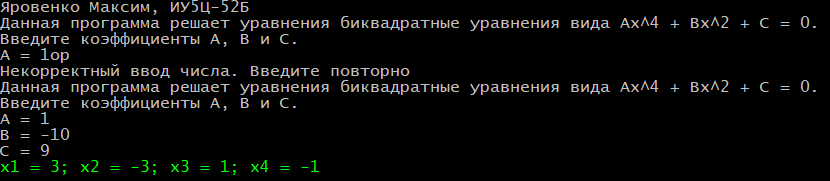 Яровенко Максим, ИУ5Ц-52Б
Данная программа решает уравнения биквадратные уравнения вида Ax^4 + Bx^2 + C = 0.
Введите коэффициенты A, B и C.
A = 1op
Некорректный ввод числа. Введите повторно
Данная программа решает уравнения биквадратные уравнения вида Ax^4 + Bx^2 + C = 0.
Введите коэффициенты A, B и C.
A = 1
B = -10
C = 9
x1 = 3; x2 = -3; x3 = 1; x4 = -1